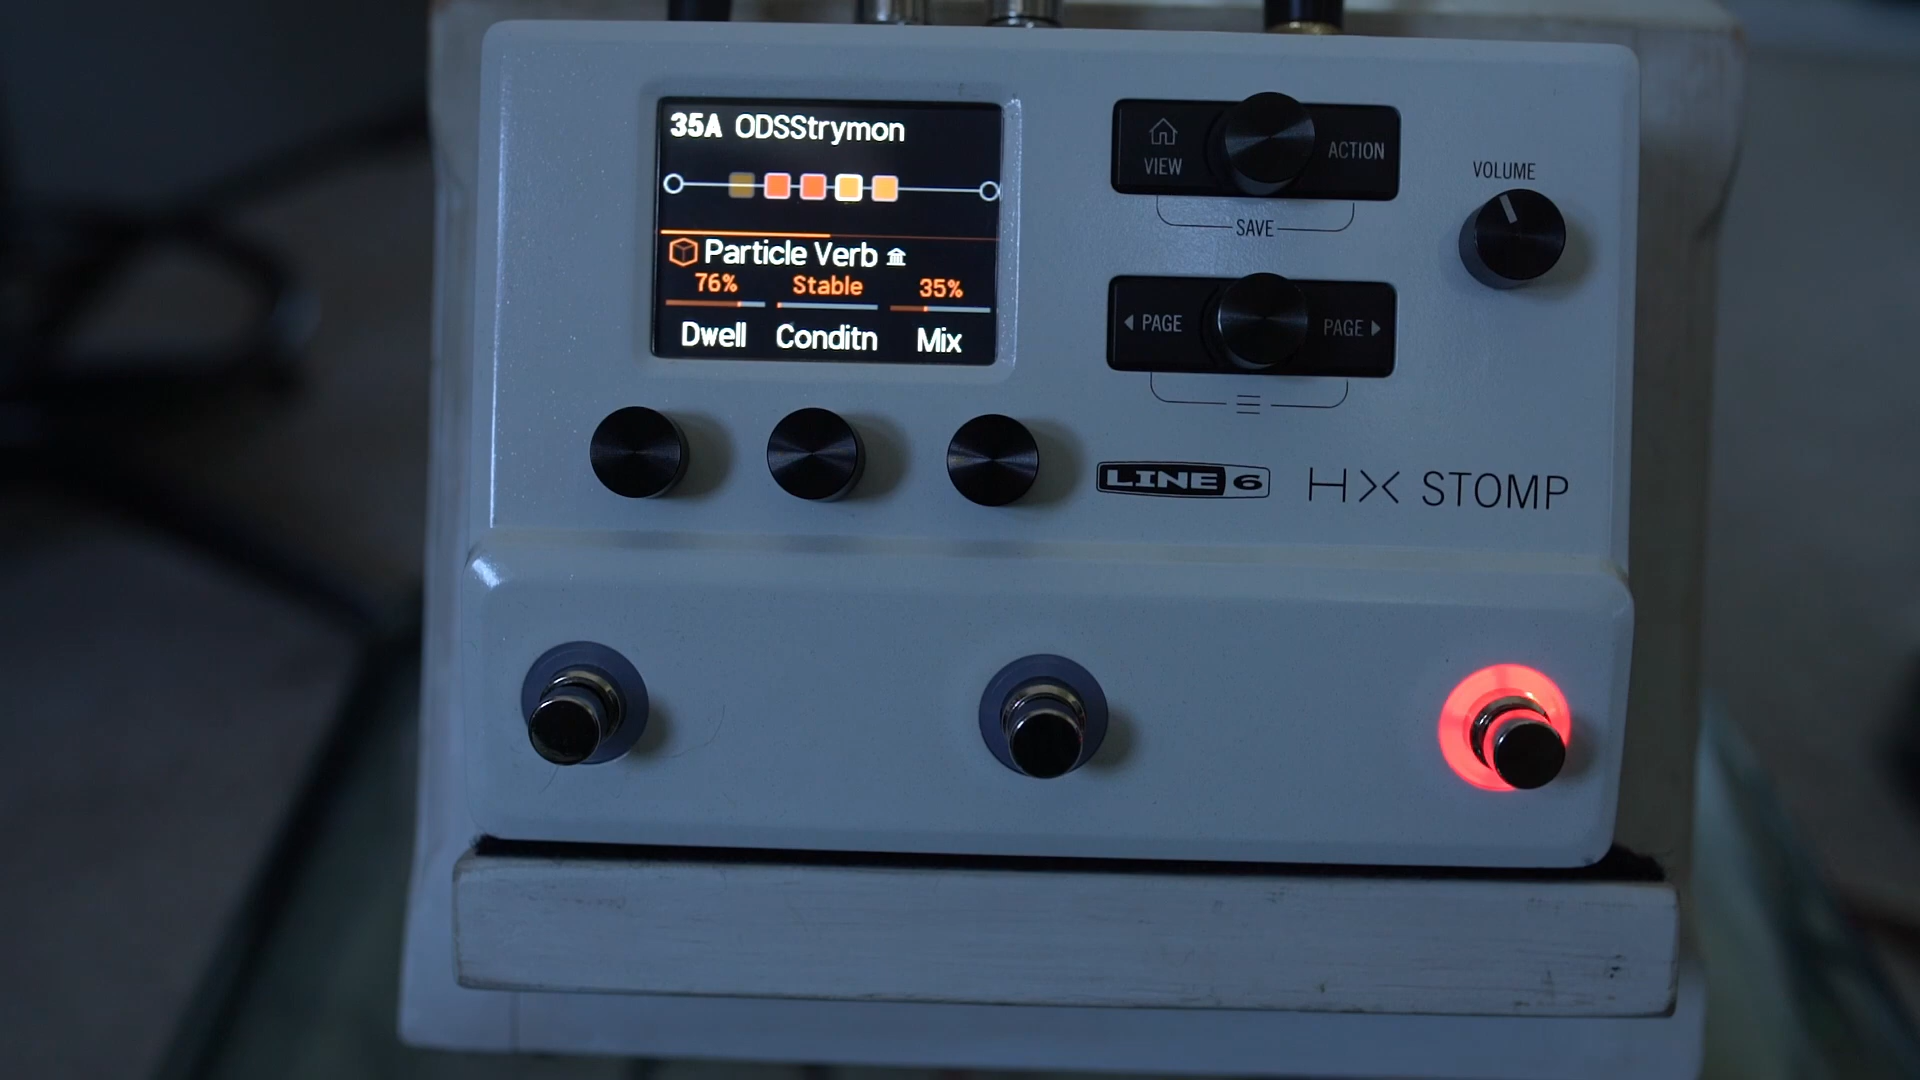 35A ODSStrymon
Particle Verb
76% Stable 35%
Dwell Conditn Mix
VIEW ACTION
SAVE
PAGE PAGE
VOLUME
LINE 6 HX STOMP